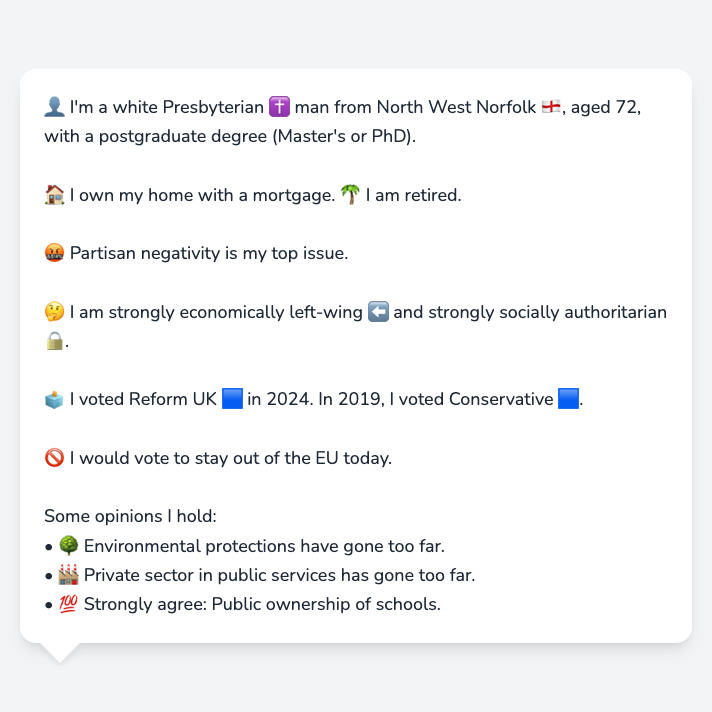 👤 I'm a white Presbyterian ✝️ man from North West Norfolk 🏴󠁧󠁢󠁥󠁮󠁧󠁿, aged 72,
with a postgraduate degree (Master's or PhD).
🏠 I own my home with a mortgage. 🌴 I am retired.
🤬 Partisan negativity is my top issue.
🤔 I am strongly economically left-wing ⬅️ and strongly socially authoritarian
🔒.
🗳️ I voted Reform UK 🟦 in 2024. In 2019, I voted Conservative 🟦.
🚫 I would vote to stay out of the EU today.
Some opinions I hold:
• 🌳 Environmental protections have gone too far.
• 🏭 Private sector in public services has gone too far.
• 💯 Strongly agree: Public ownership of schools.